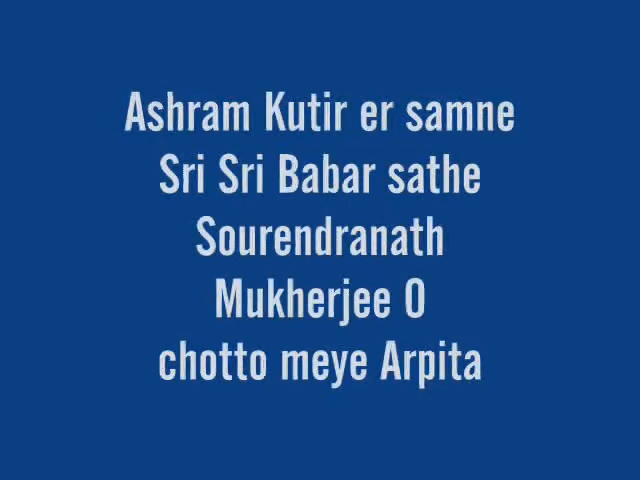 Ashram Kutir er samne
Sri Sri Babar sathe
Sourendranath
Mukherjee O
chotto meye Arpita